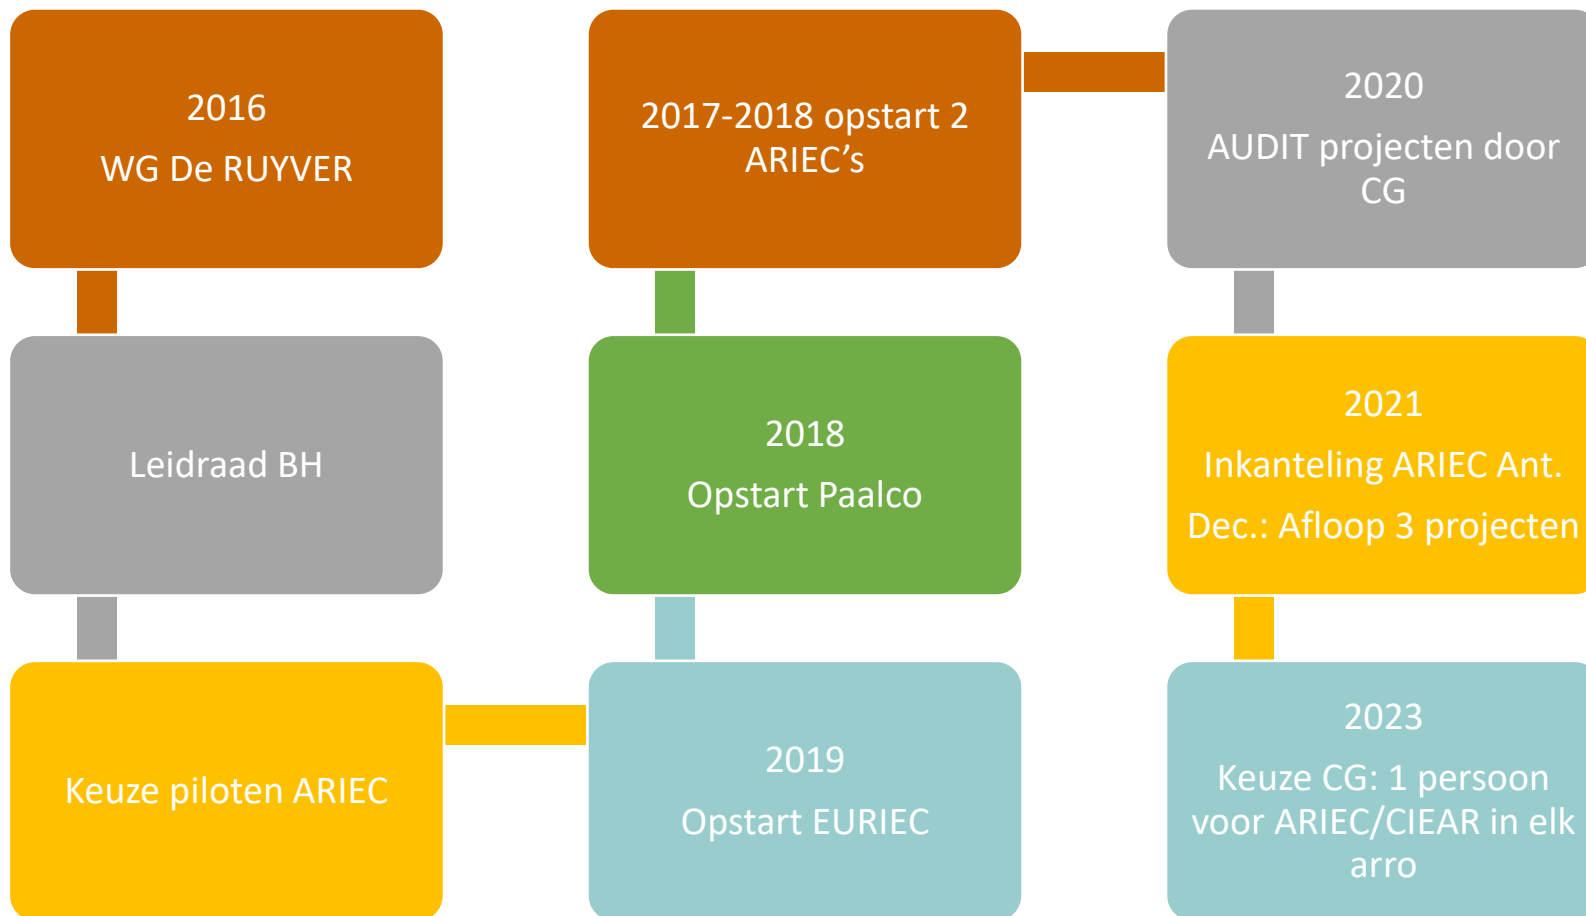 2016
WG De RUYVER
Leidraad BH
Keuze piloten ARIEC
2019
Opstart EURIEC
2018
Opstart Paalco
2017-2018 opstart 2
ARIEC’s
2020
AUDIT projecten door
CG
2021
Inkanteling ARIEC Ant.
Dec.: Afloop 3 projecten
2023
Keuze CG: 1 persoon
voor ARIEC/CIEAR in elk
arro